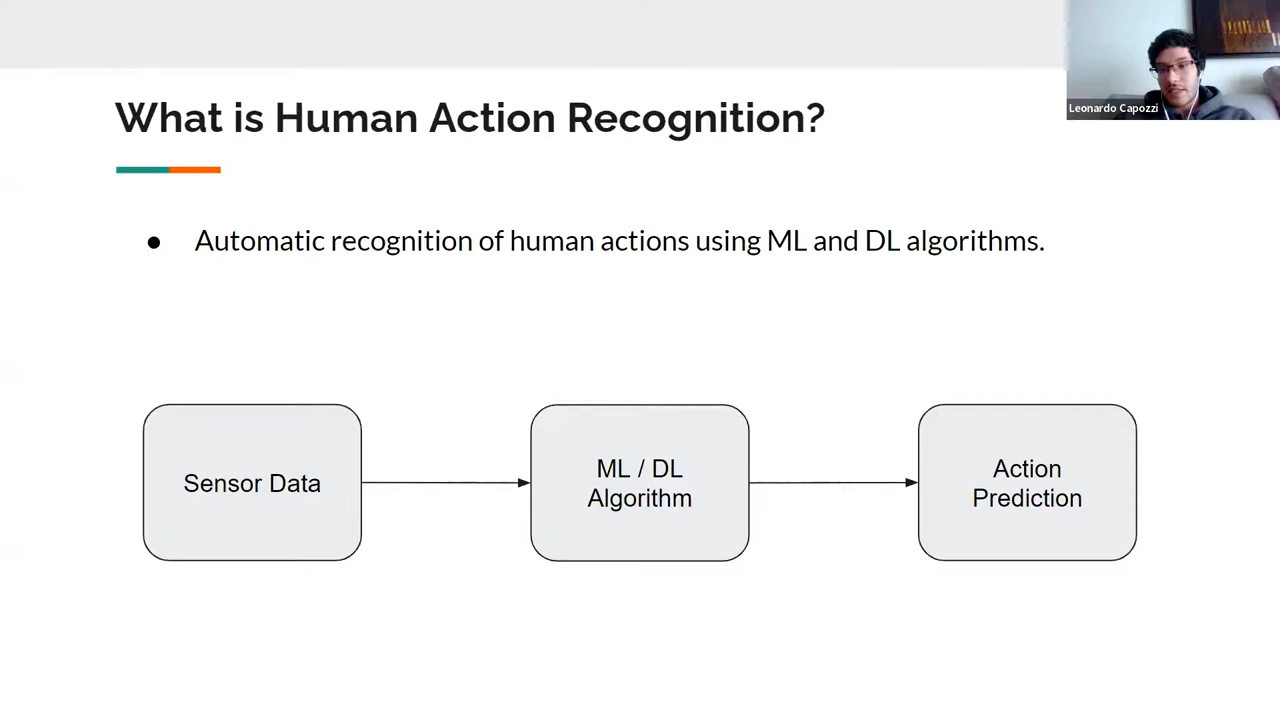 What is Human Action Recognition?
Leonardo Capozzi
● Automatic recognition of human actions using ML and DL algorithms.
Sensor Data
ML / DL
Algorithm
Action
Prediction